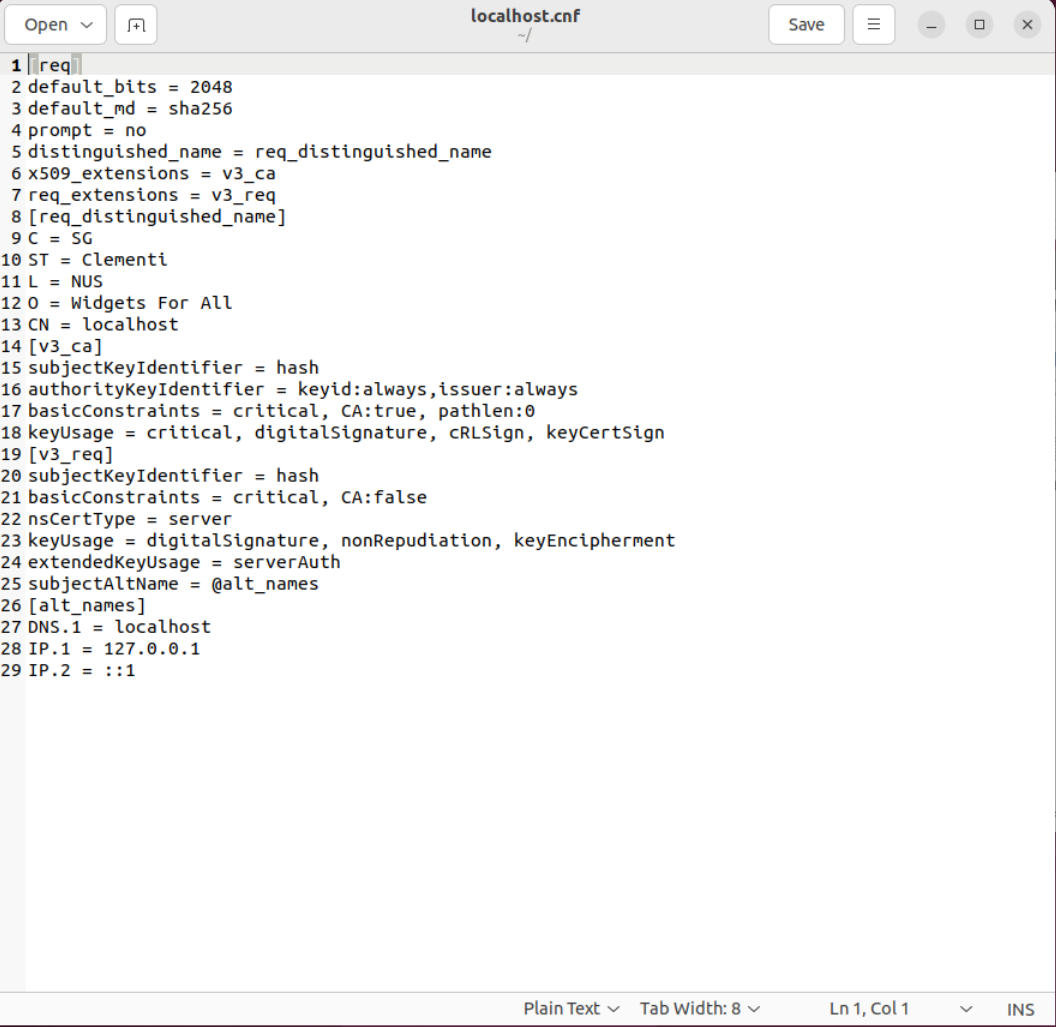 Open
localhost.cnf
~/
Save
1 [req]
2 default_bits = 2048
3 default_md = sha256
4 prompt = no
5 distinguished_name = req_distinguished_name
6 x509_extensions = v3_ca
7 req_extensions = v3_req
8 [req_distinguished_name]
9 C = SG
10 ST = Clementi
11 L = NUS
12 O = Widgets For All
13 CN = localhost
14 [v3_ca]
15 subjectKeyIdentifier = hash
16 authorityKeyIdentifier = keyid:always,issuer:always
17 basicConstraints = critical, CA:true, pathlen:0
18 keyUsage = critical, digitalSignature, cRLSign, keyCertSign
19 [v3_req]
20 subjectKeyIdentifier = hash
21 basicConstraints = critical, CA:false
22 nsCertType = server
23 keyUsage = digitalSignature, nonRepudiation, keyEncipherment
24 extendedKeyUsage = serverAuth
25 subjectAltName = @alt_names
26 [alt_names]
27 DNS.1 = localhost
28 IP.1 = 127.0.0.1
29 IP.2 = ::1
Plain Text Tab Width: 8 Ln 1, Col 1 INS